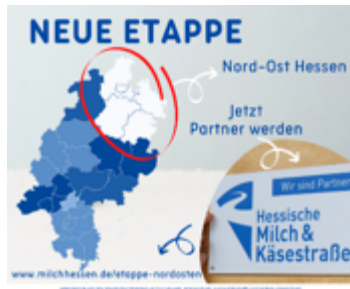 NEUE ETAPPE
Nord-Ost Hessen
Jetzt
Partner werden
Wir sind Partner
Hessische
Milch &
Käsestraße
www.milchhessen.de/etappe-nordosten